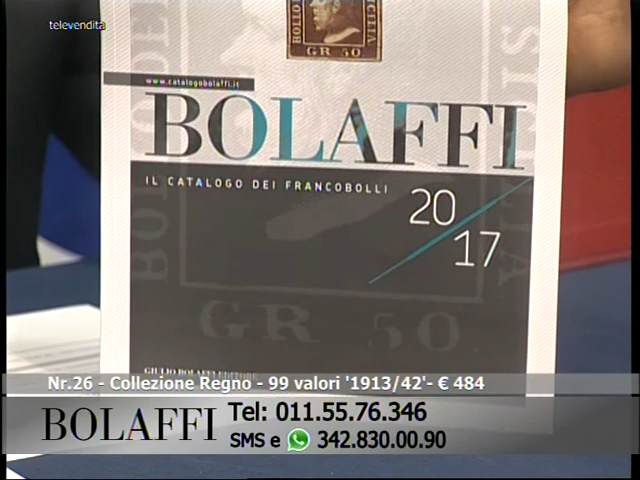 televendita
BOLLO
SICILIA
GR 50
www.catalogobolaffi.it
BOLAFFI
IL CATALOGO DEI FRANCOBOLLI
20
17
GR 50
GIULIO BOLAFFI EDITORE
Nr.26 - Collezione Regno - 99 valori '1913/42'- € 484
BOLAFFI
Tel: 011.55.76.346
SMS e 342.830.00.90